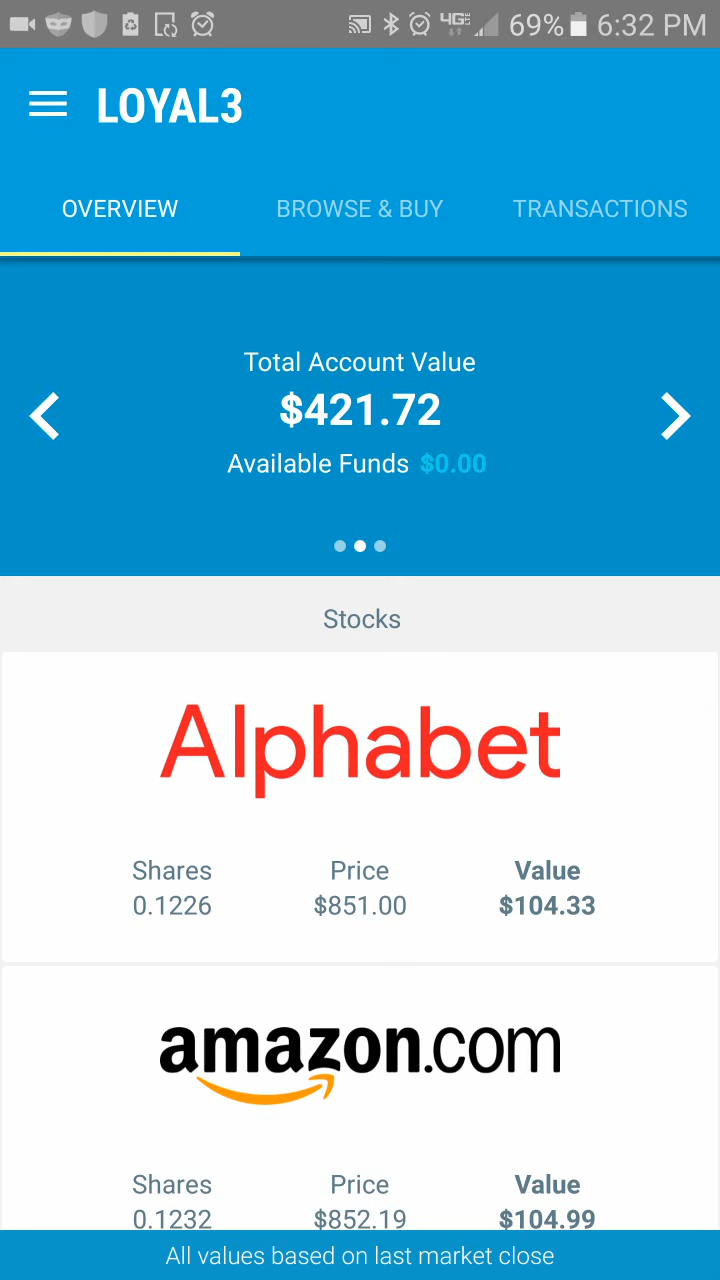 4G LTE 69% 6:32 PM
LOYAL3
OVERVIEW BROWSE & BUY TRANSACTIONS
Total Account Value
$421.72
Available Funds $0.00
Stocks
Alphabet
Shares Price Value
0.1226 $851.00 $104.33
amazon.com
Shares Price Value
0.1232 $852.19 $104.99
All values based on last market close